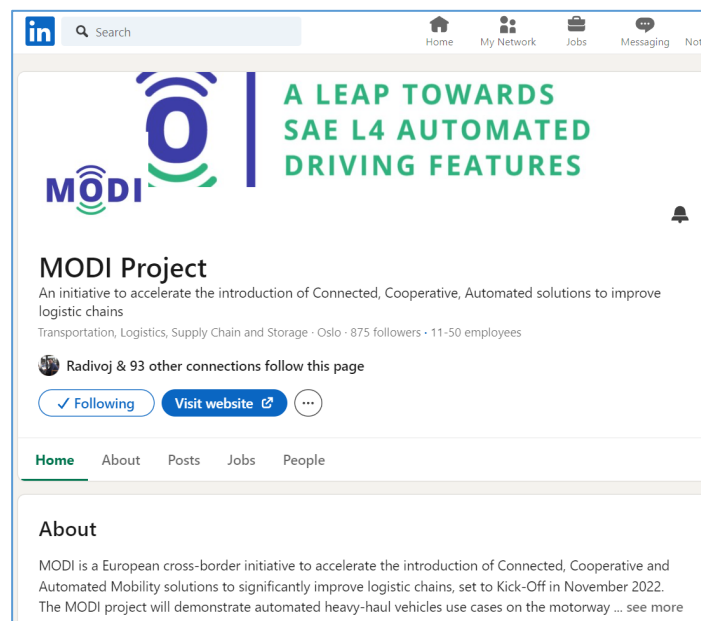 in
Search
Home
My Network
Jobs
Messaging
Not
A LEAP TOWARDS
SAE L4 AUTOMATED
DRIVING FEATURES
MODI
MODI Project
An initiative to accelerate the introduction of Connected, Cooperative, Automated solutions to improve
logistic chains
Transportation, Logistics, Supply Chain and Storage · Oslo · 875 followers · 11-50 employees
Radivoj & 93 other connections follow this page
✓ Following
Visit website
Home
About
Posts
Jobs
People
About
MODI is a European cross-border initiative to accelerate the introduction of Connected, Cooperative and
Automated Mobility solutions to significantly improve logistic chains, set to Kick-Off in November 2022.
The MODI project will demonstrate automated heavy-haul vehicles use cases on the motorway ... see more